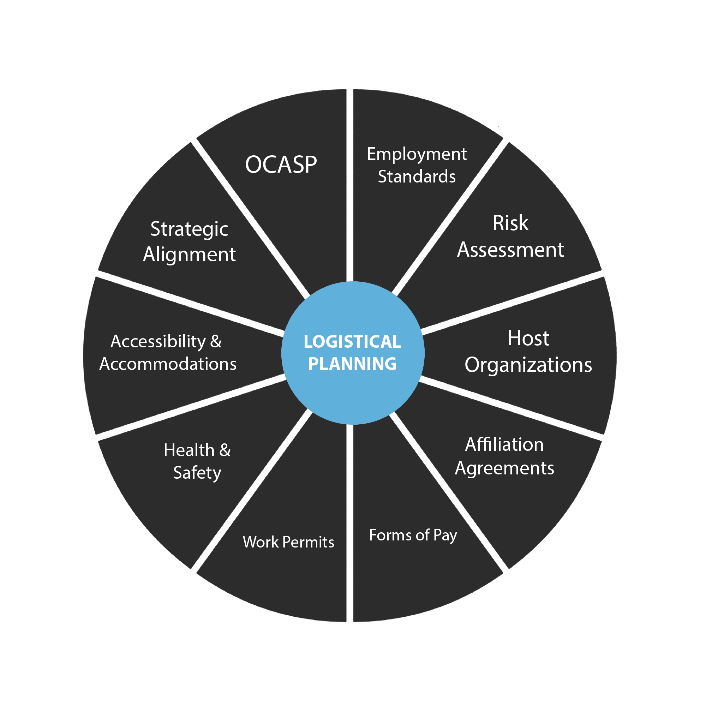 OCASP
Employment
Standards
Risk
Assessment
Host
Organizations
Affiliation
Agreements
Forms of Pay
Work Permits
Health &
Safety
Accessibility &
Accommodations
Strategic
Alignment
LOGISTICAL
PLANNING